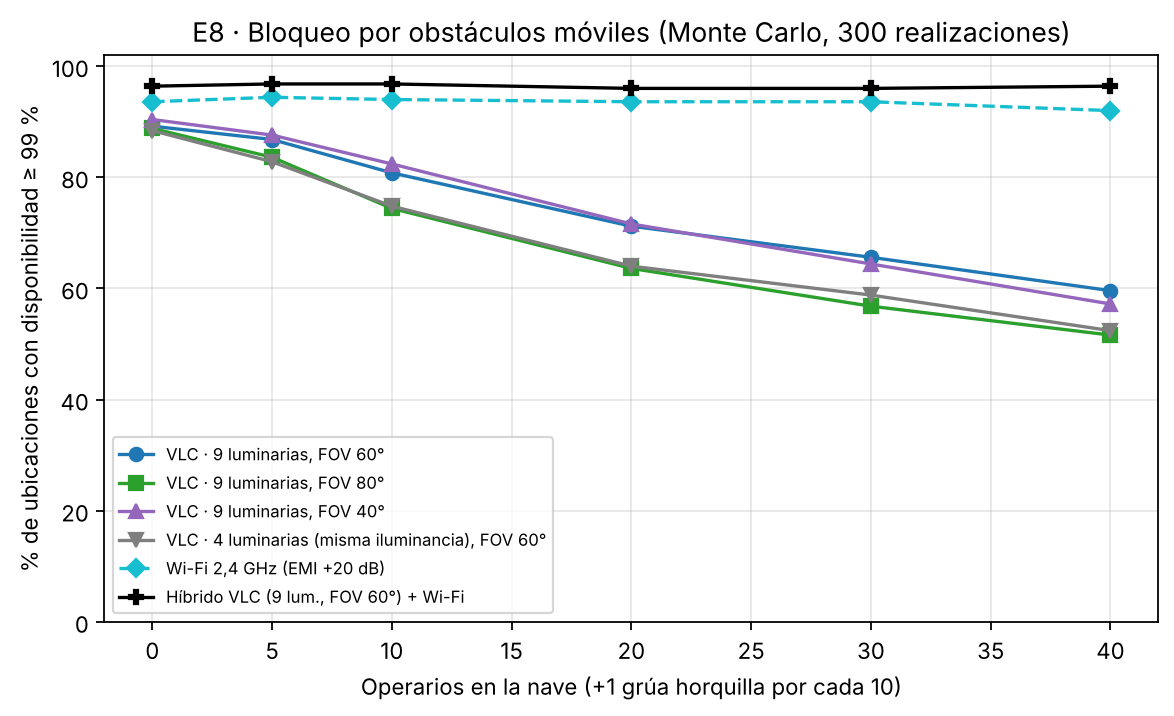 E8 · Bloqueo por obstáculos móviles (Monte Carlo, 300 realizaciones)
% de ubicaciones con disponibilidad ≥ 99 %
100
80
60
40
20
0
VLC · 9 luminarias, FOV 60°
VLC · 9 luminarias, FOV 80°
VLC · 9 luminarias, FOV 40°
VLC · 4 luminarias (misma iluminancia), FOV 60°
Wi-Fi 2,4 GHz (EMI +20 dB)
Híbrido VLC (9 lum., FOV 60°) + Wi-Fi
0 5 10 15 20 25 30 35 40
Operarios en la nave (+1 grúa horquilla por cada 10)